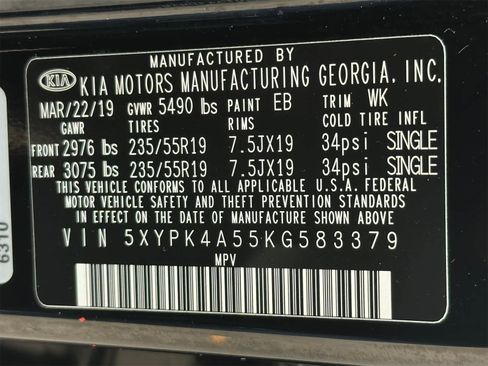 MANUFACTURED BY
KIA KIA MOTORS MANUFACTURING GEORGIA, INC.
MAR/22/19 GVWR 5490 lbs PAINT EB TRIM WK
GAWR TIRES RIMS COLD TIRE INFL
FRONT 2976 lbs 235/55R19 7.5JX19 34psi SINGLE
REAR 3075 lbs 235/55R19 7.5JX19 34psi SINGLE
THIS VEHICLE CONFORMS TO ALL APPLICABLE U.S.A. FEDERAL
MOTOR VEHICLE SAFETY AND THEFT PREVENTION STANDARDS
IN EFFECT ON THE DATE OF MANUFACTURE SHOWN ABOVE.
VIN 5XYPK4A55KG583379
MPV
6310